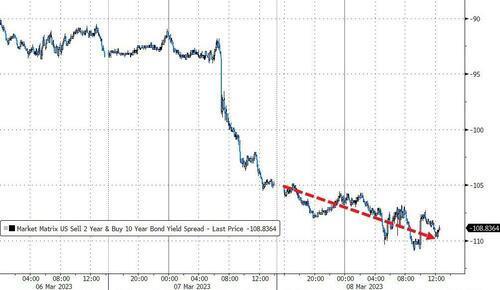 -90
-95
-100
-105
Market Matrix US Sell 2 Year & Buy 10 Year Bond Yield Spread - Last Price -108.8364
-108.8364
-110
04:00 08:00 12:00 20:00 00:00 04:00 08:00 12:00 20:00 00:00 04:00 08:00 12:00
06 Mar 2023 07 Mar 2023 08 Mar 2023